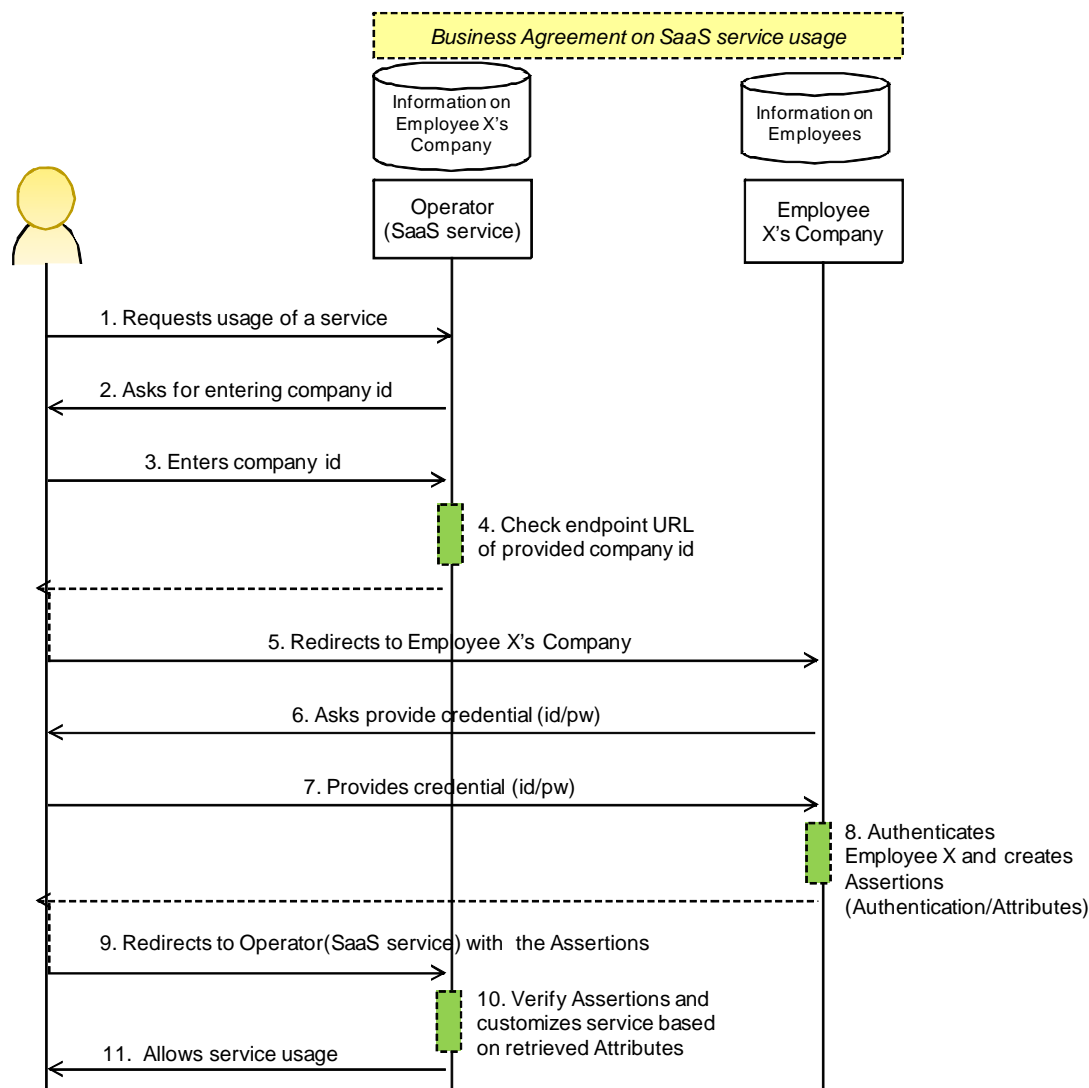 Business Agreement on SaaS service usage
Information on
Employee X's
Company
Information on
Employees
Operator
(SaaS service)
Employee
X's Company
1. Requests usage of a service
2. Asks for entering company id
3. Enters company id
4. Check endpoint URL
of provided company id
5. Redirects to Employee X's Company
6. Asks provide credential (id/pw)
7. Provides credential (id/pw)
8. Authenticates
Employee X and creates
Assertions
(Authentication/Attributes)
9. Redirects to Operator(SaaS service) with the Assertions
10. Verify Assertions and
customizes service based
on retrieved Attributes
11. Allows service usage